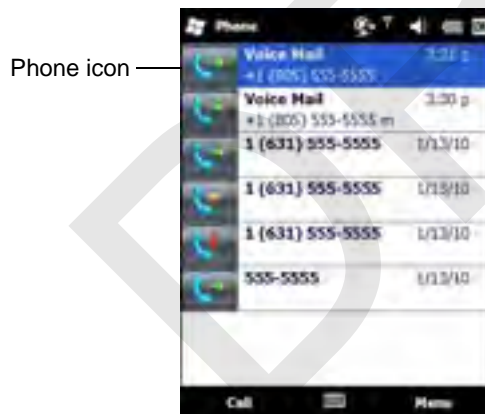 Phone
Phone icon
Voice Mail
+1 (805) 555-5555
Voice Mail 3:30 p
+1 (805) 555-5555 m
1 (631) 555-5555 1/13/10
1 (631) 555-5555 1/13/10
1 (631) 555-5555 1/13/10
555-5555 1/13/10
Call Menu